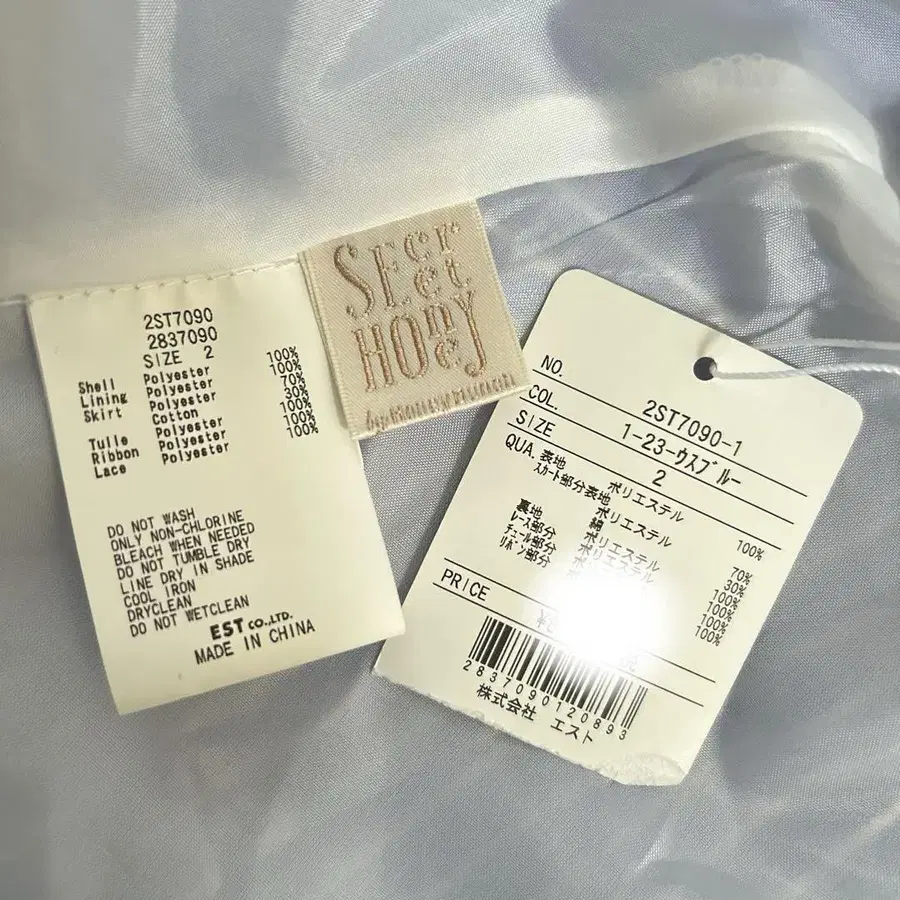 2ST7090
2837090
SIZE 2
Shell Polyester 100%
Lining Polyester 100%
Skirt Polyester 70%
Cotton 30%
Tulle Polyester 100%
Ribbon Polyester 100%
Lace Polyester 100%
DO NOT WASH
ONLY NON-CHLORINE
BLEACH WHEN NEEDED
DO NOT TUMBLE DRY
LINE DRY IN SHADE
COOL IRON
DRYCLEAN
DO NOT WETCLEAN
EST CO.,LTD.
MADE IN CHINA
SEcret
HOney
by Honeyminihoney
NO. 2ST7090-1
COL. 1-23-ウスブルー
SIZE 2
QUA. 表地 ポリエステル 100%
スカート部分表地 ポリエステル 70%
綿 30%
裏地 ポリエステル 100%
レース部分 ポリエステル 100%
チュール部分 100%
リボン部分 100%
PRICE
2837090120893
株式会社 エスト